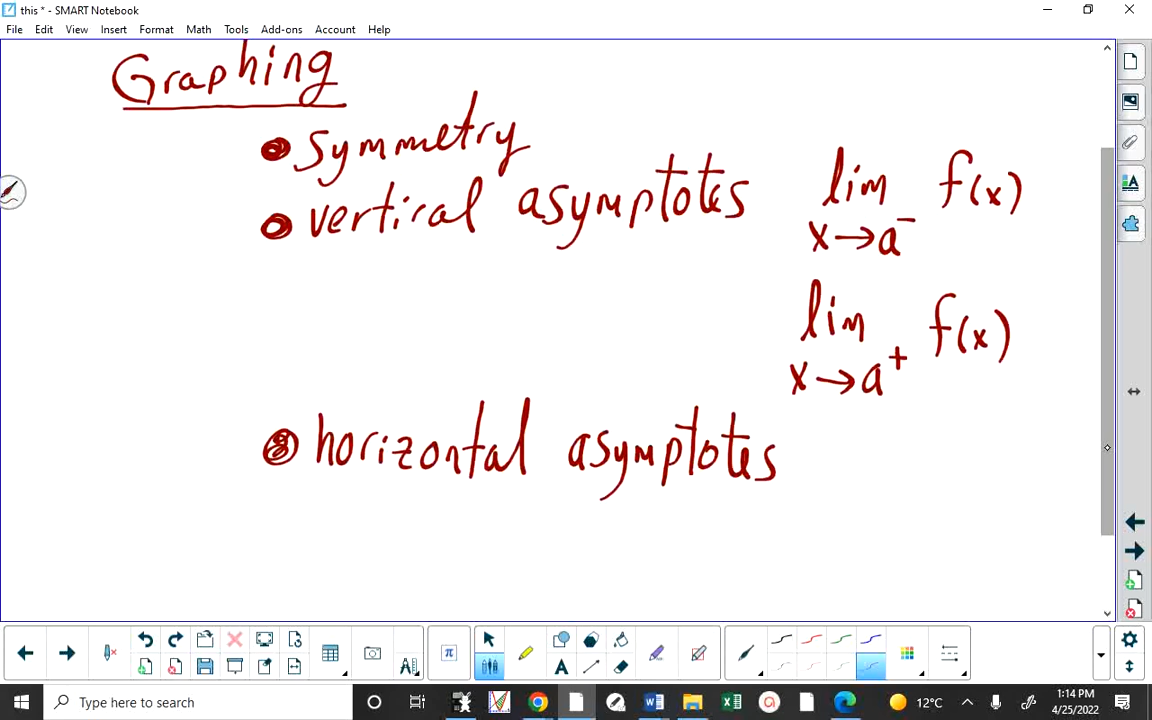 this * - SMART Notebook
File Edit View Insert Format Math Tools Add-ons Account Help
Graphing
symmetry
vertical asymptotes lim f(x)
x→a⁻
lim f(x)
x→a⁺
horizontal asymptotes
Type here to search
12°C
1:14 PM
4/25/2022